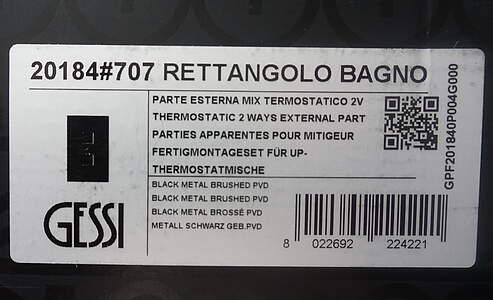 20184#707 RETTANGOLO BAGNO
PARTE ESTERNA MIX TERMOSTATICO 2V
THERMOSTATIC 2 WAYS EXTERNAL PART
PARTIES APPARENTES POUR MITIGEUR
FERTIGMONTAGESET FÜR UP-
THERMOSTATMISCHE
BLACK METAL BRUSHED PVD
BLACK METAL BRUSHED PVD
BLACK METAL BROSSÉ PVD
METALL SCHWARZ GEB.PVD
GESSI
8 022692 224221
GPF201840P004G000